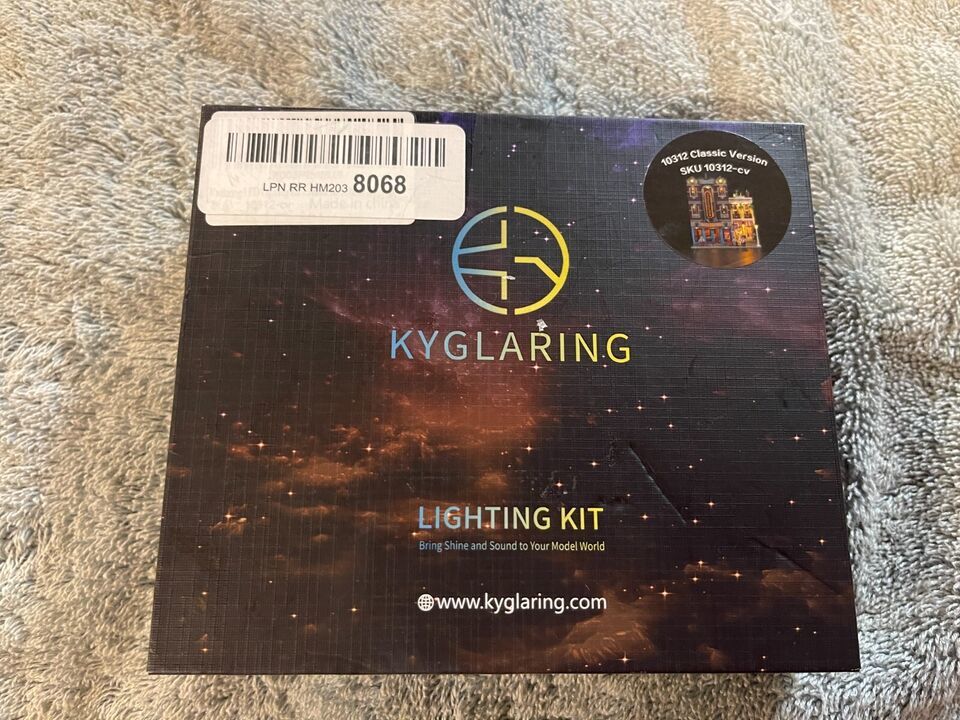 LPN RR HM203 8068
Made in china
10312 Classic Version
SKU 10312-cv
KYGLARING
LIGHTING KIT
Bring Shine and Sound to Your Model World
www.kyglaring.com